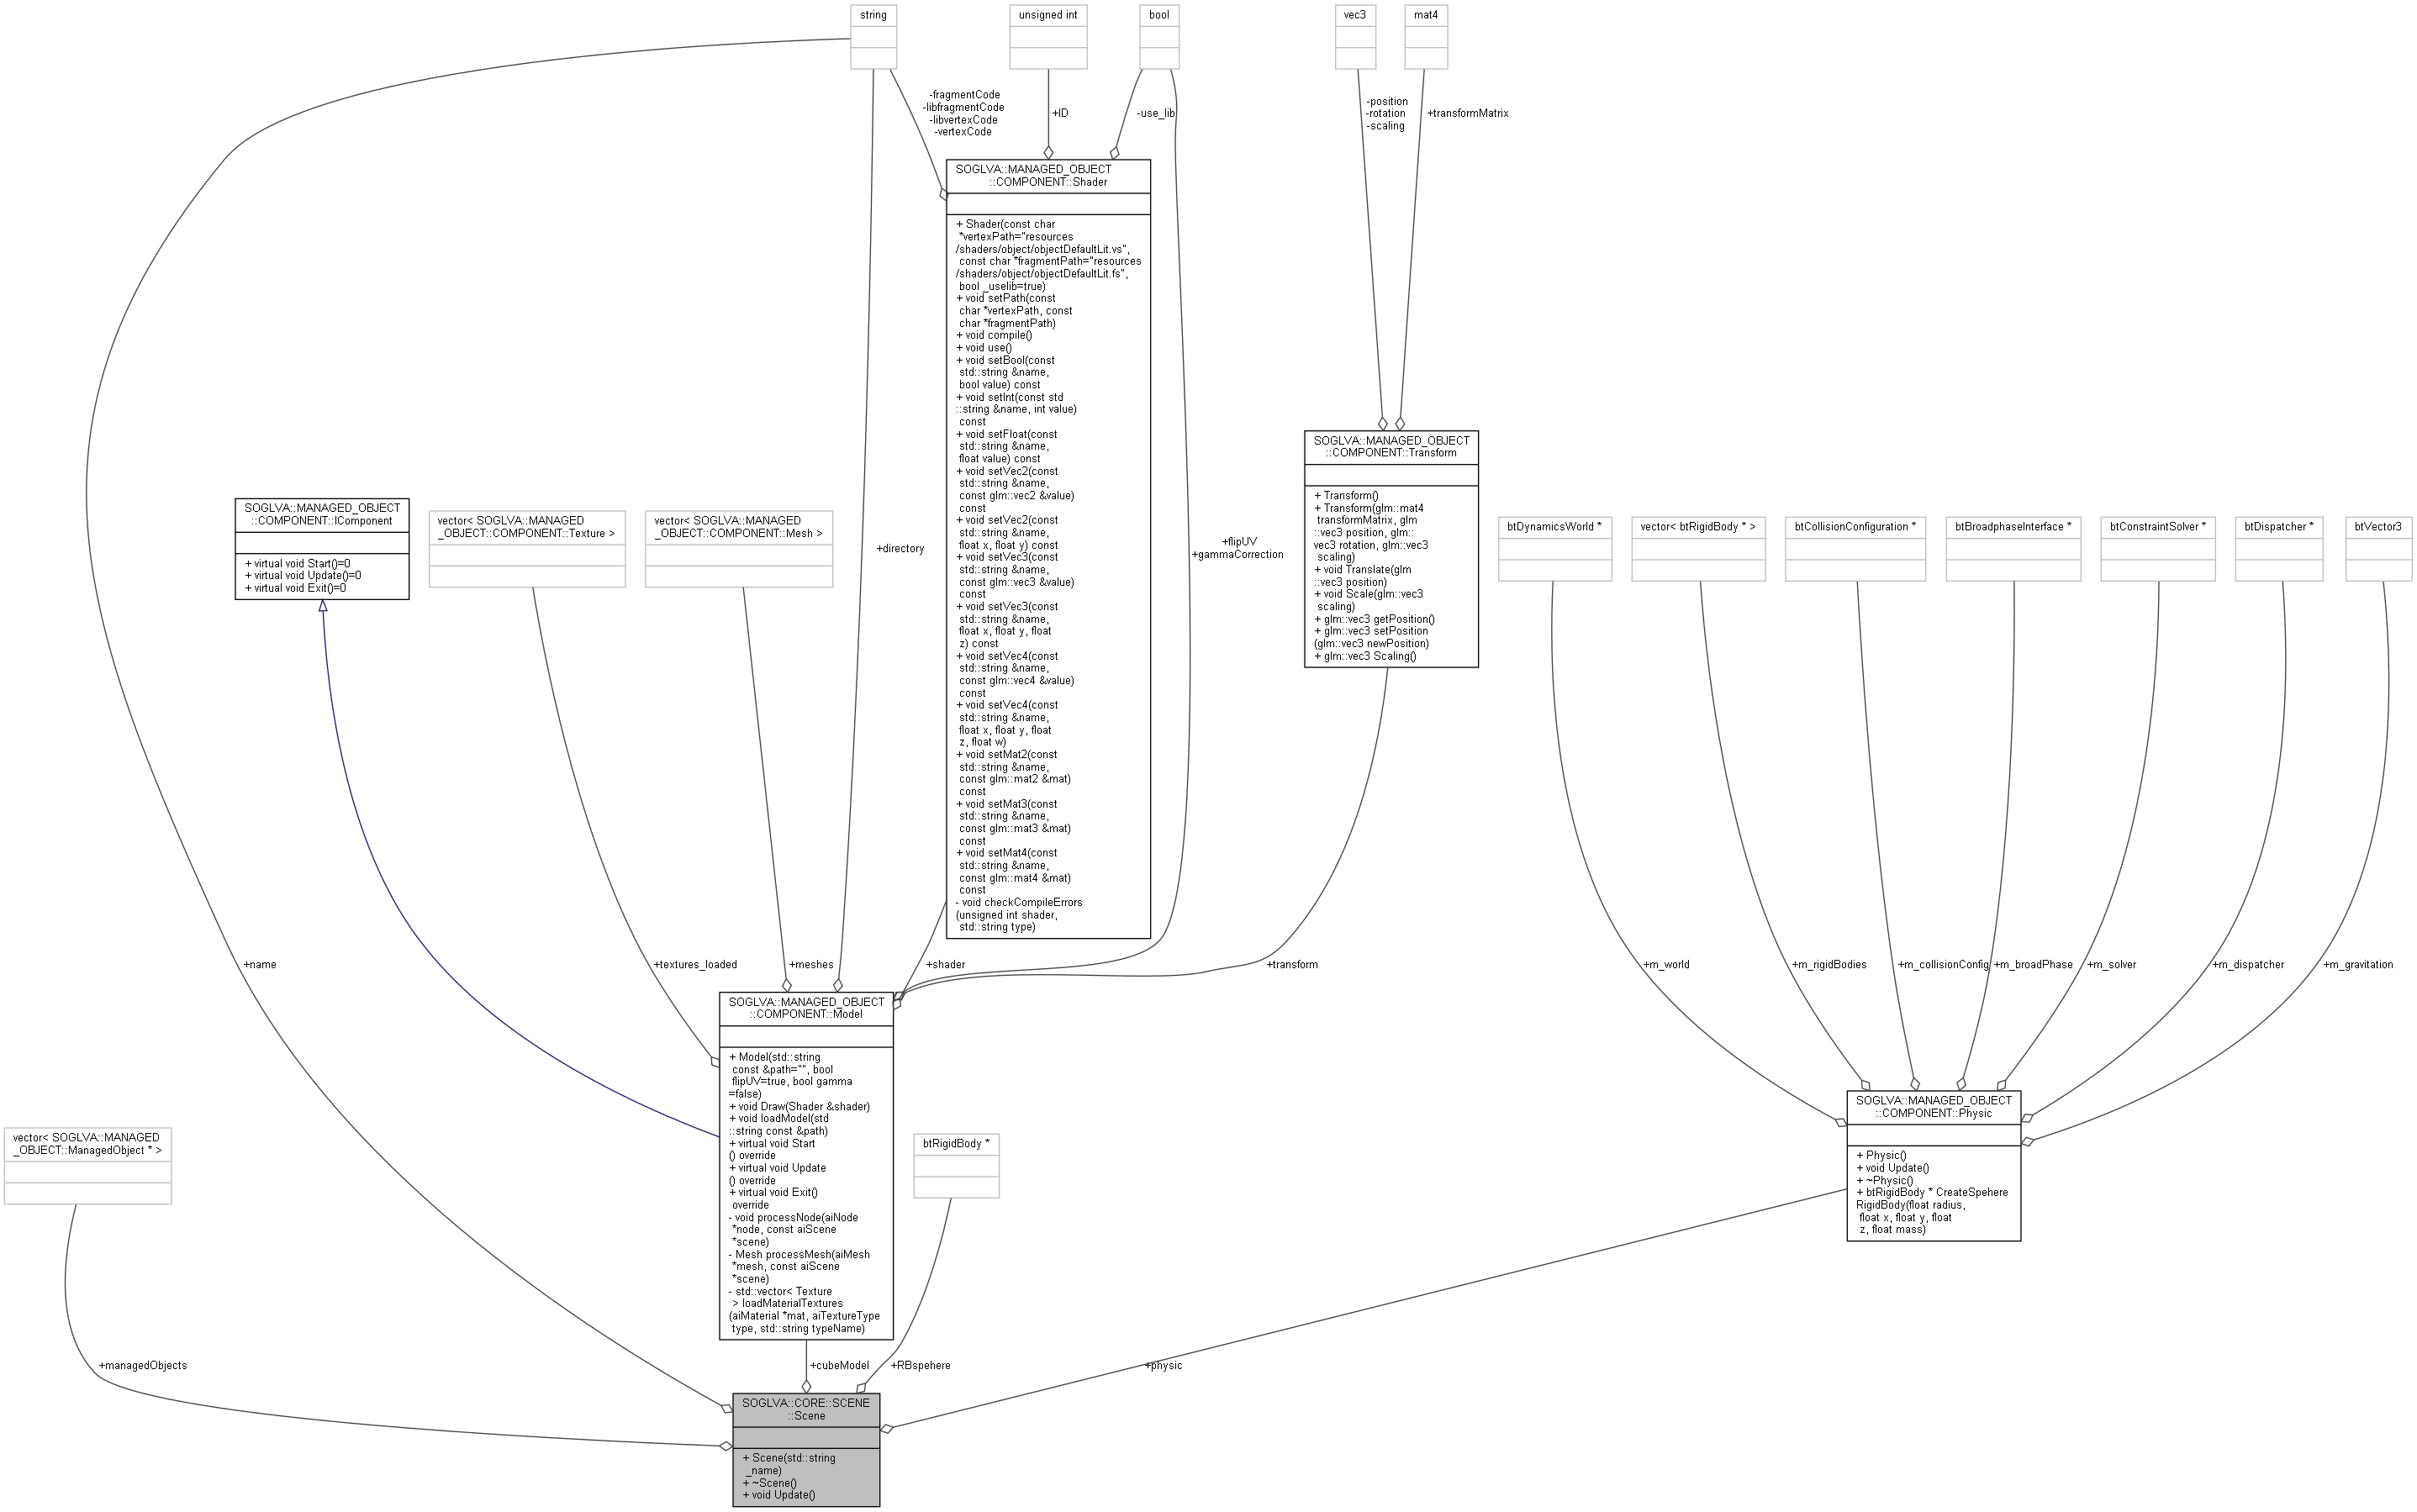 string
unsigned int
bool
vec3
mat4
-fragmentCode
-libfragmentCode
-libvertexCode
-vertexCode
+ID
-use_lib
-position
-rotation
-scaling
+transformMatrix
SOGLVA::MANAGED_OBJECT
::COMPONENT::Shader
+ Shader(const char
*vertexPath="resources
/shaders/object/objectDefaultLit.vs",
const char *fragmentPath="resources
/shaders/object/objectDefaultLit.fs",
bool _uselib=true)
+ void setPath(const
char *vertexPath, const
char *fragmentPath)
+ void compile()
+ void use()
+ void setBool(const
std::string &name,
bool value) const
+ void setInt(const std
::string &name, int value)
const
+ void setFloat(const
std::string &name,
float value) const
+ void setVec2(const
std::string &name,
const glm::vec2 &value)
const
+ void setVec2(const
std::string &name,
float x, float y) const
+ void setVec3(const
std::string &name,
const glm::vec3 &value)
const
+ void setVec3(const
std::string &name,
float x, float y, float
z) const
+ void setVec4(const
std::string &name,
const glm::vec4 &value)
const
+ void setVec4(const
std::string &name,
float x, float y, float
z, float w)
+ void setMat2(const
std::string &name,
const glm::mat2 &mat)
const
+ void setMat3(const
std::string &name,
const glm::mat3 &mat)
const
+ void setMat4(const
std::string &name,
const glm::mat4 &mat)
const
- void checkCompileErrors
(unsigned int shader,
std::string type)
SOGLVA::MANAGED_OBJECT
::COMPONENT::Transform
+ Transform()
+ Transform(glm::mat4
transformMatrix, glm
::vec3 position, glm::
vec3 rotation, glm::vec3
scaling)
+ void Translate(glm
::vec3 position)
+ void Scale(glm::vec3
scaling)
+ glm::vec3 getPosition()
+ glm::vec3 setPosition
(glm::vec3 newPosition)
+ glm::vec3 Scaling()
SOGLVA::MANAGED_OBJECT
::COMPONENT::IComponent
+ virtual void Start()=0
+ virtual void Update()=0
+ virtual void Exit()=0
vector< SOGLVA::MANAGED
_OBJECT::COMPONENT::Texture >
vector< SOGLVA::MANAGED
_OBJECT::COMPONENT::Mesh >
+directory
+flipUV
+gammaCorrection
btDynamicsWorld *
vector< btRigidBody * >
btCollisionConfiguration *
btBroadphaseInterface *
btConstraintSolver *
btDispatcher *
btVector3
+name
+textures_loaded
+meshes
+shader
+transform
+m_world
+m_rigidBodies
+m_collisionConfig
+m_broadPhase
+m_solver
+m_dispatcher
+m_gravitation
SOGLVA::MANAGED_OBJECT
::COMPONENT::Model
+ Model(std::string
const &path="", bool
flipUV=true, bool gamma
=false)
+ void Draw(Shader &shader)
+ void loadModel(std
::string const &path)
+ virtual void Start
() override
+ virtual void Update
() override
+ virtual void Exit()
override
- void processNode(aiNode
*node, const aiScene
*scene)
- Mesh processMesh(aiMesh
*mesh, const aiScene
*scene)
- std::vector< Texture
> loadMaterialTextures
(aiMaterial *mat, aiTextureType
type, std::string typeName)
SOGLVA::MANAGED_OBJECT
::COMPONENT::Physic
+ Physic()
+ void Update()
+ ~Physic()
+ btRigidBody * CreateSpehere
RigidBody(float radius,
float x, float y, float
z, float mass)
vector< SOGLVA::MANAGED
_OBJECT::ManagedObject * >
btRigidBody *
+managedObjects
+cubeModel
+RBspehere
+physic
SOGLVA::CORE::SCENE
::Scene
+ Scene(std::string
_name)
+ ~Scene()
+ void Update()